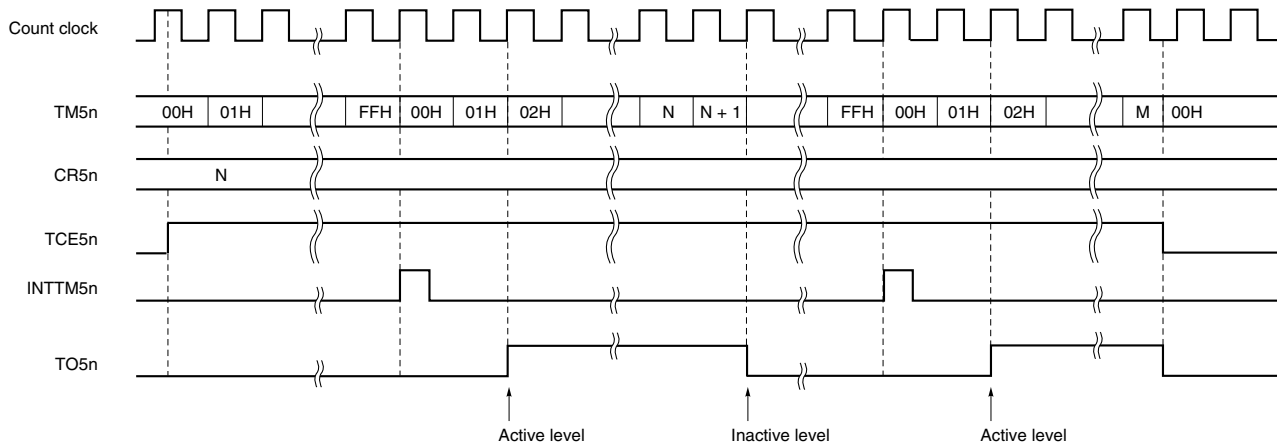 Count clock
TM5n 00H 01H FFH 00H 01H 02H N N + 1 FFH 00H 01H 02H M 00H
CR5n N
TCE5n
INTTM5n
TO5n
Active level Inactive level Active level